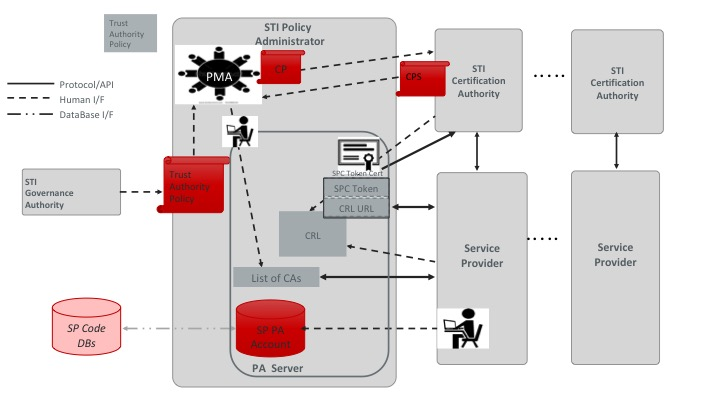 Trust
Authority
Policy
STI Policy
Administrator
PMA
CP
CPS
STI
Certification
Authority
STI
Certification
Authority
Protocol/API
Human I/F
DataBase I/F
SPC Token Cert
SPC Token
CRL URL
STI
Governance
Authority
Trust
Authority
Policy
CRL
Service
Provider
Service
Provider
List of CAs
SP Code
DBs
SP PA
Account
PA Server